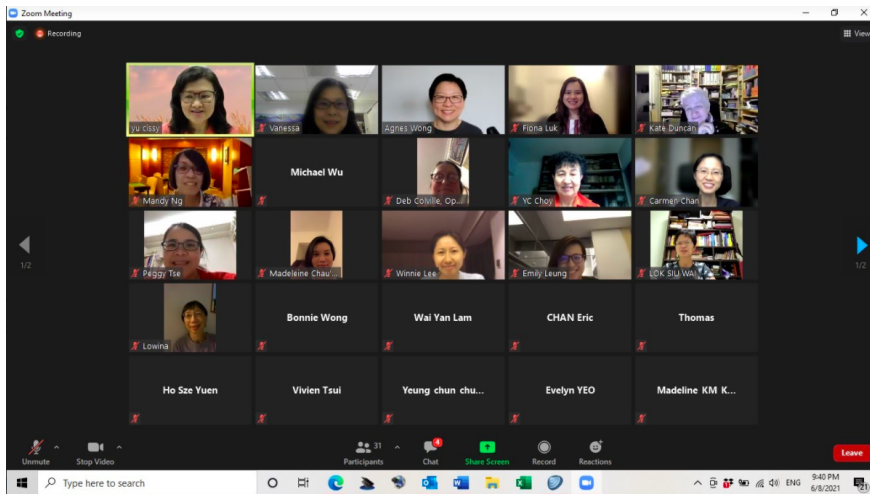 Zoom Meeting
Recording
View
yu cissy
Vanessa
Agnes Wong
Fiona Luk
Kate Duncan
Mandy Ng
Michael Wu
Deb Colville, Op...
YC Choy
Carmen Chan
Peggy Tse
Madeleine Chau'...
Winnie Lee
Emily Leung
LOK SIU WAI
1/2
1/2
Lowina
Bonnie Wong
Wai Yan Lam
CHAN Eric
Thomas
Ho Sze Yuen
Vivien Tsui
Yeung chun chu...
Evelyn YEO
Madeline KM K...
Unmute
Stop Video
31
Participants
4
Chat
Share Screen
Record
Reactions
Leave
Type here to search
ENG
9:40 PM
6/8/2021
21